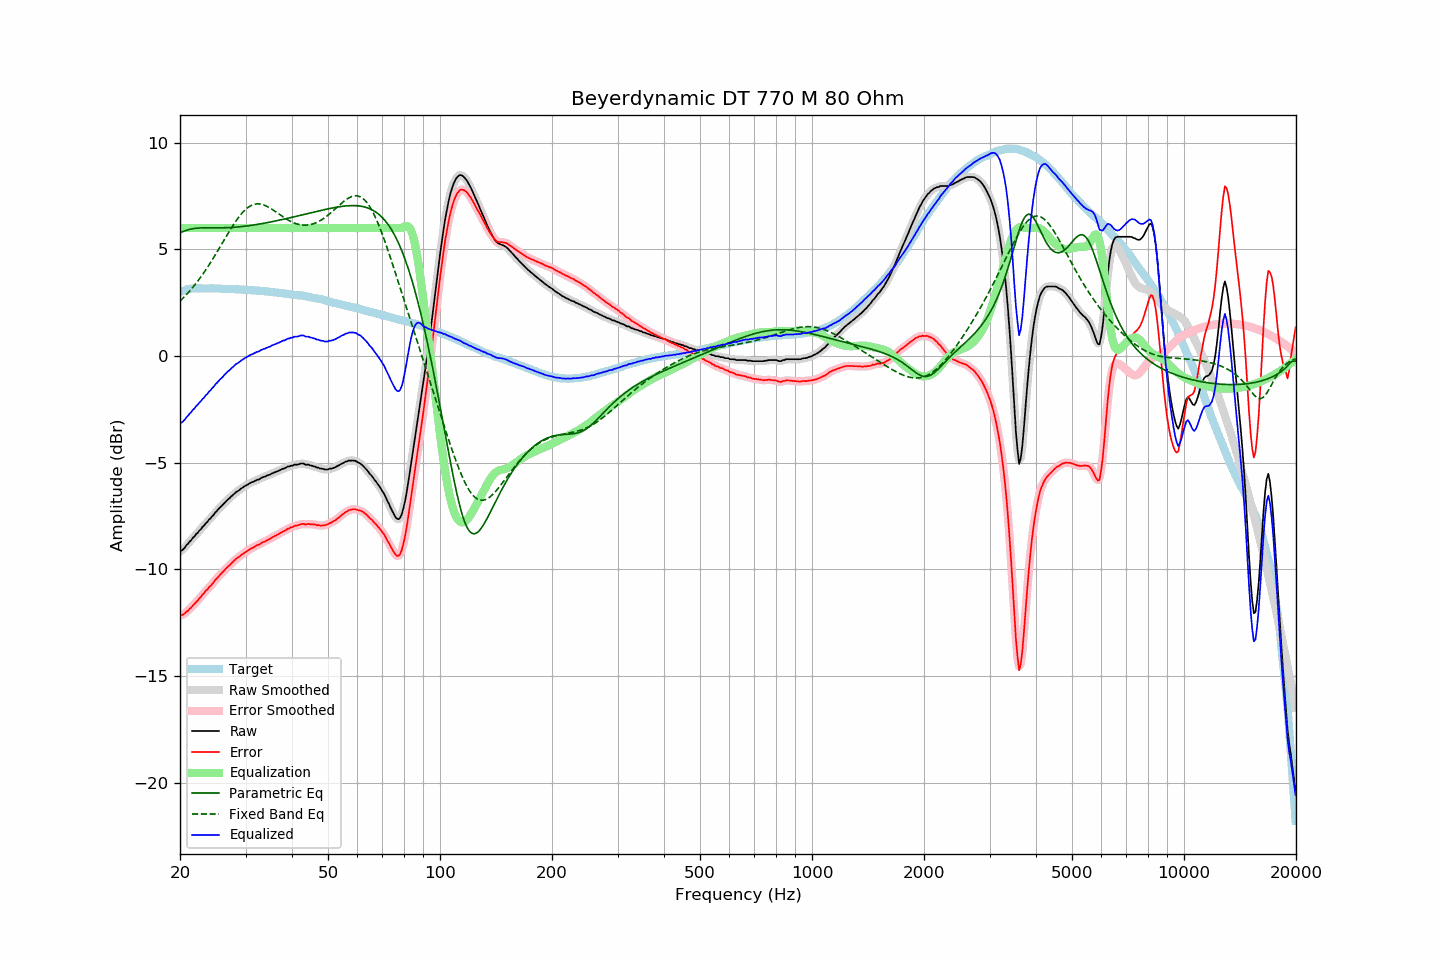 Beyerdynamic DT 770 M 80 Ohm
Amplitude (dBr)
10
5
0
−5
−10
−15
−20
Target
Raw Smoothed
Error Smoothed
Raw
Error
Equalization
Parametric Eq
Fixed Band Eq
Equalized
20 50 100 200 500 1000 2000 5000 10000 20000
Frequency (Hz)